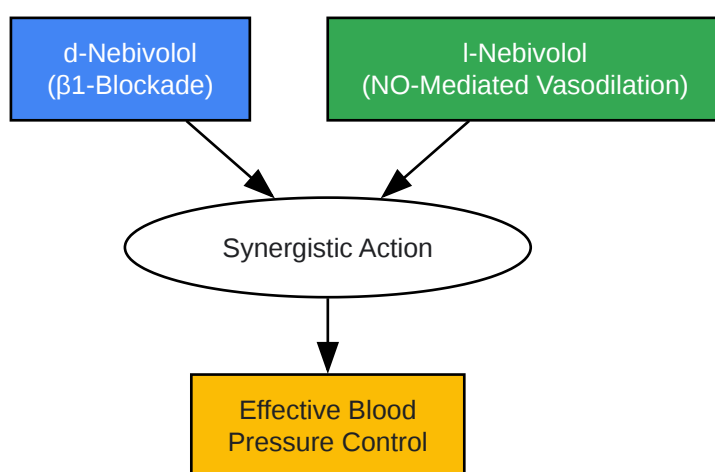 d-Nebivolol
(β1-Blockade)
l-Nebivolol
(NO-Mediated Vasodilation)
Synergistic Action
Effective Blood
Pressure Control